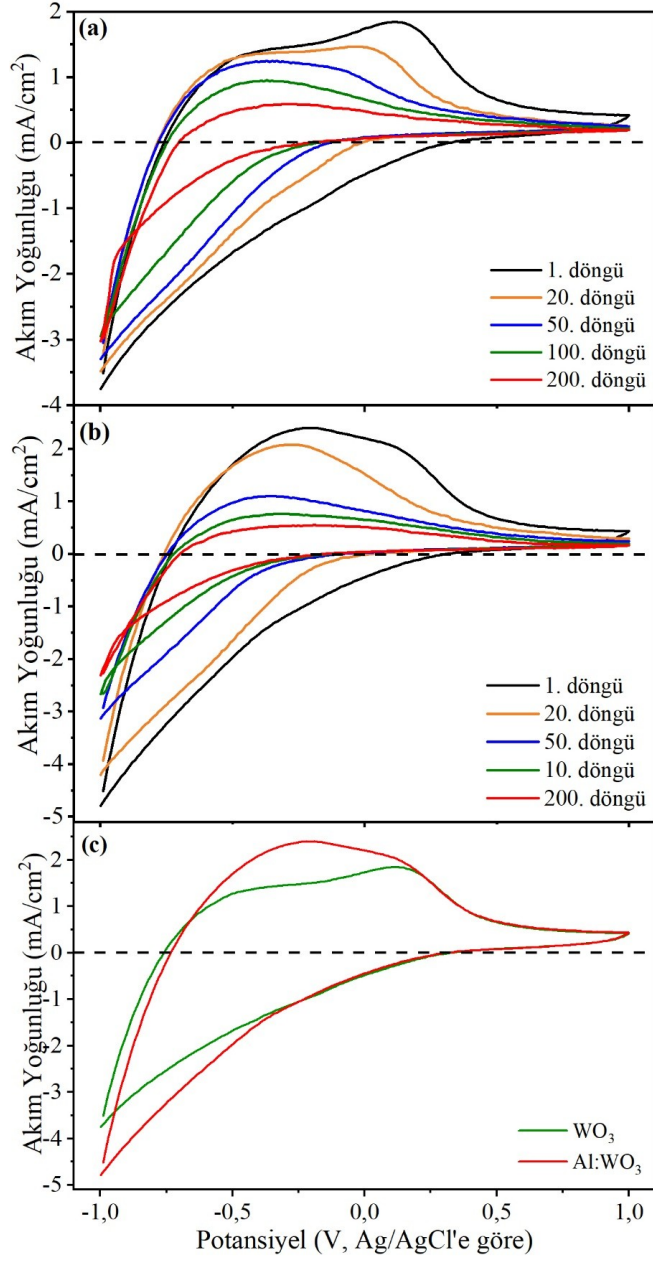 (a)
2
1
0
-1
-2
-3
-4
Akım Yoğunluğu (mA/cm²)
1. döngü
20. döngü
50. döngü
100. döngü
200. döngü
(b)
2
1
0
-1
-2
-3
-4
-5
Akım Yoğunluğu (mA/cm²)
1. döngü
20. döngü
50. döngü
10. döngü
200. döngü
(c)
2
1
0
-1
-2
-3
-4
-5
Akım Yoğunluğu (mA/cm²)
WO₃
Al:WO₃
-1,0 -0,5 0,0 0,5 1,0
Potansiyel (V, Ag/AgCl'e göre)